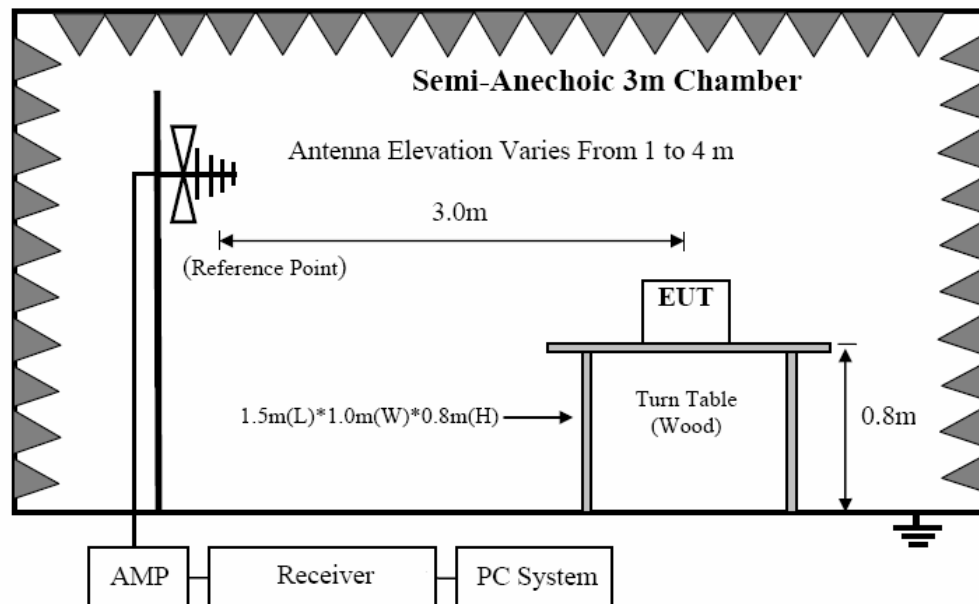 Semi-Anechoic 3m Chamber
Antenna Elevation Varies From 1 to 4 m
3.0m
(Reference Point)
EUT
1.5m(L)*1.0m(W)*0.8m(H)
Turn Table
(Wood)
0.8m
AMP
Receiver
PC System